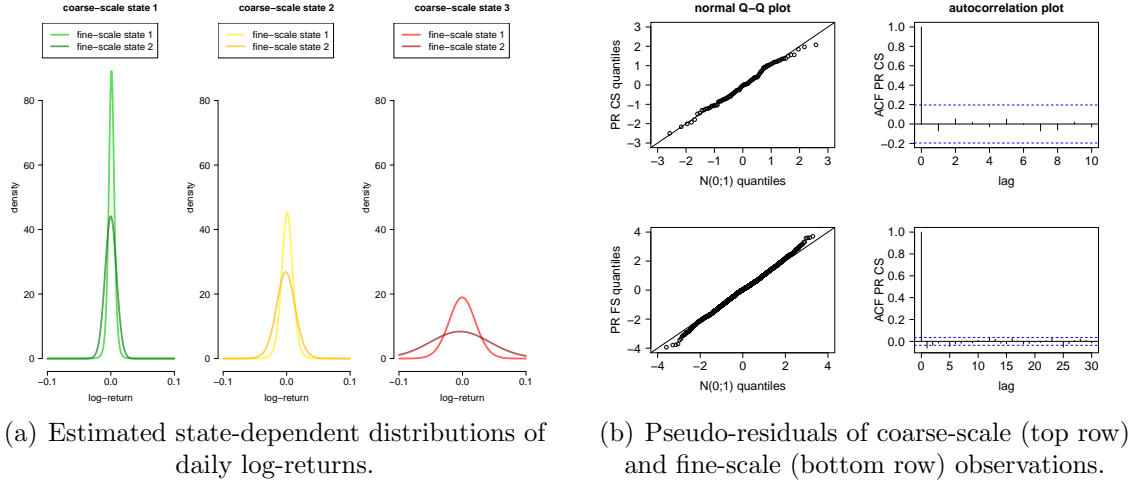 coarse−scale state 1
fine−scale state 1
fine−scale state 2
density
0
20
40
60
80
−0.1
0.0
0.1
log−return
coarse−scale state 2
fine−scale state 1
fine−scale state 2
density
0
20
40
60
80
−0.1
0.0
0.1
log−return
coarse−scale state 3
fine−scale state 1
fine−scale state 2
density
0
20
40
60
80
−0.1
0.0
0.1
log−return
(a) Estimated state-dependent distributions of
daily log-returns.
normal Q−Q plot
PR CS quantiles
3
2
1
0
−1
−2
−3
−3 −2 −1 0 1 2 3
N(0;1) quantiles
autocorrelation plot
ACF PR CS
1.0
0.8
0.6
0.4
0.2
0.0
−0.2
0 2 4 6 8 10
lag
PR FS quantiles
4
2
0
−2
−4
−4 −2 0 2 4
N(0;1) quantiles
ACF PR CS
1.0
0.8
0.6
0.4
0.2
0.0
0 5 10 15 20 25 30
lag
(b) Pseudo-residuals of coarse-scale (top row)
and fine-scale (bottom row) observations.